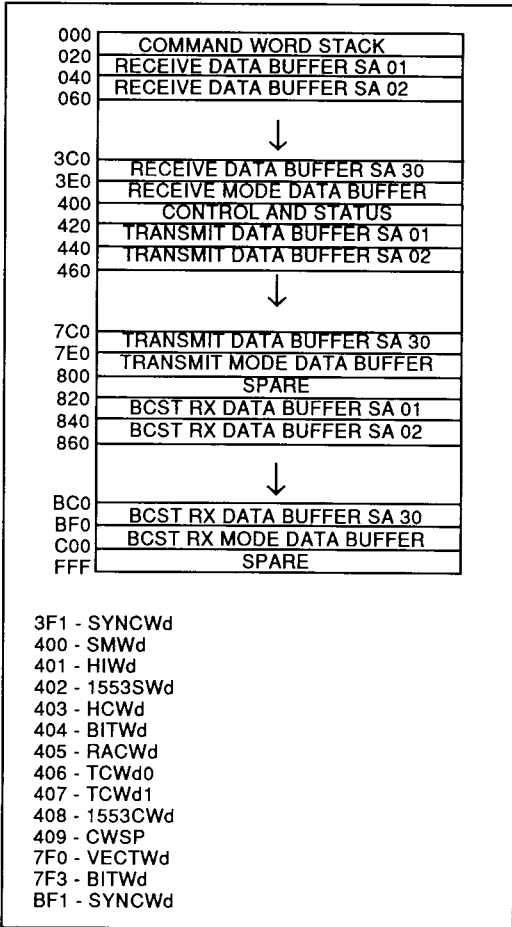 000
COMMAND WORD STACK
020
RECEIVE DATA BUFFER SA 01
040
RECEIVE DATA BUFFER SA 02
060
3C0
RECEIVE DATA BUFFER SA 30
3E0
RECEIVE MODE DATA BUFFER
400
CONTROL AND STATUS
420
TRANSMIT DATA BUFFER SA 01
440
TRANSMIT DATA BUFFER SA 02
460
7C0
TRANSMIT DATA BUFFER SA 30
7E0
TRANSMIT MODE DATA BUFFER
800
SPARE
820
BCST RX DATA BUFFER SA 01
840
BCST RX DATA BUFFER SA 02
860
BC0
BCST RX DATA BUFFER SA 30
BF0
BCST RX MODE DATA BUFFER
C00
SPARE
FFF
3F1 - SYNCWd
400 - SMWd
401 - HIWd
402 - 1553SWd
403 - HCWd
404 - BITWd
405 - RACWd
406 - TCWd0
407 - TCWd1
408 - 1553CWd
409 - CWSP
7F0 - VECTWd
7F3 - BITWd
BF1 - SYNCWd